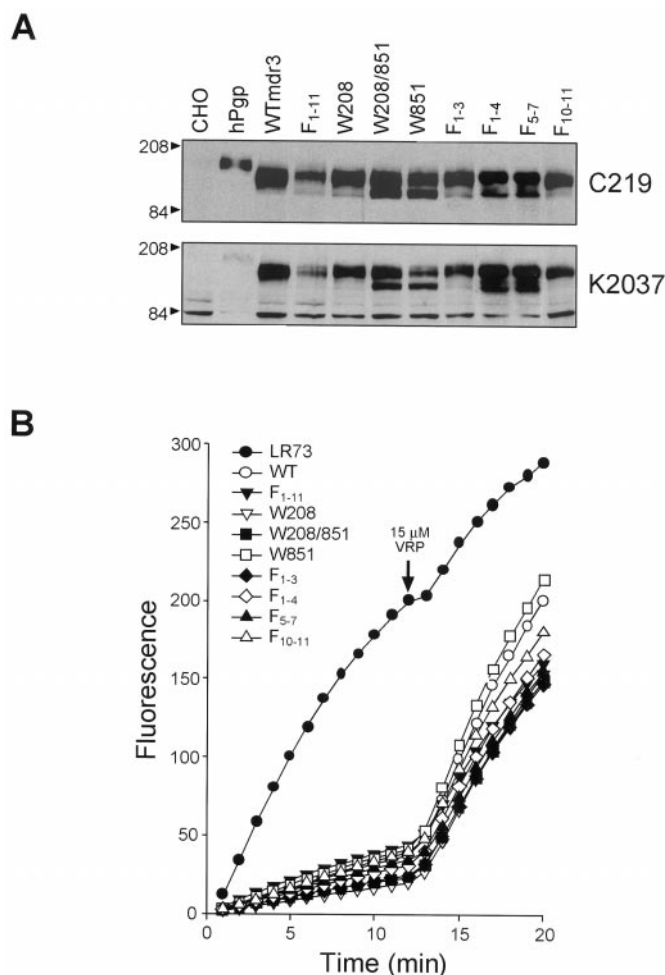 A
CHO
hPgp
WTmdr3
F1-11
W208
W208/851
W851
F1-3
F1-4
F5-7
F10-11
208
84
C219
208
84
K2037
B
300
250
200
150
100
50
0
Fluorescence
LR73
WT
F1-11
W208
W208/851
W851
F1-3
F1-4
F5-7
F10-11
15 μM
VRP
0
5
10
15
20
Time (min)